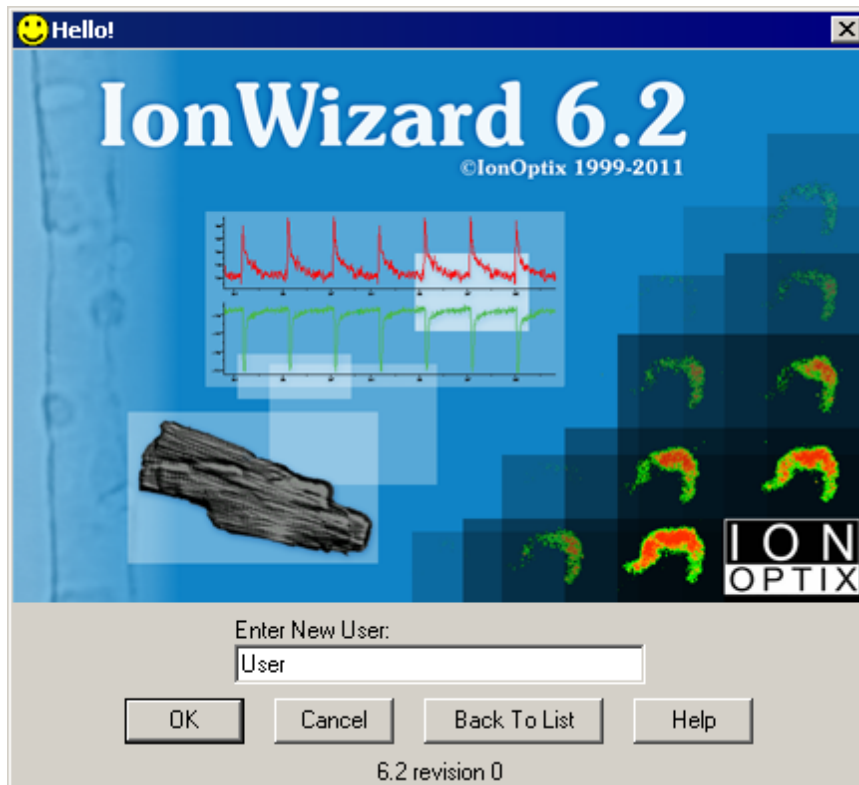 Hello!
IonWizard 6.2
©IonOptix 1999-2011
ION
OPTIX
Enter New User:
User
OK Cancel Back To List Help
6.2 revision 0